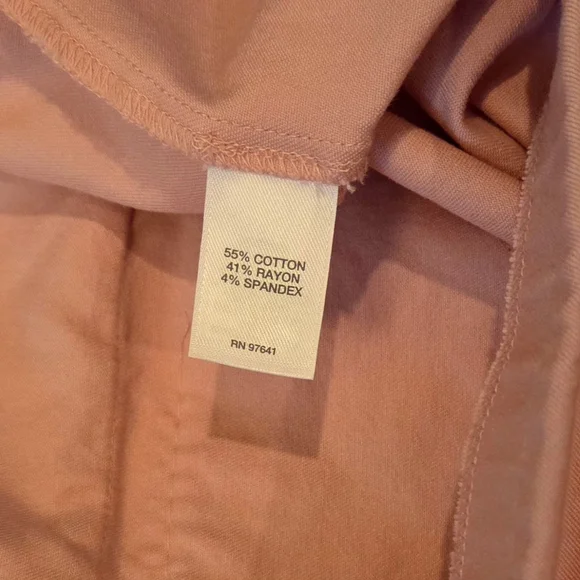 55% COTTON
41% RAYON
4% SPANDEX
RN 97641